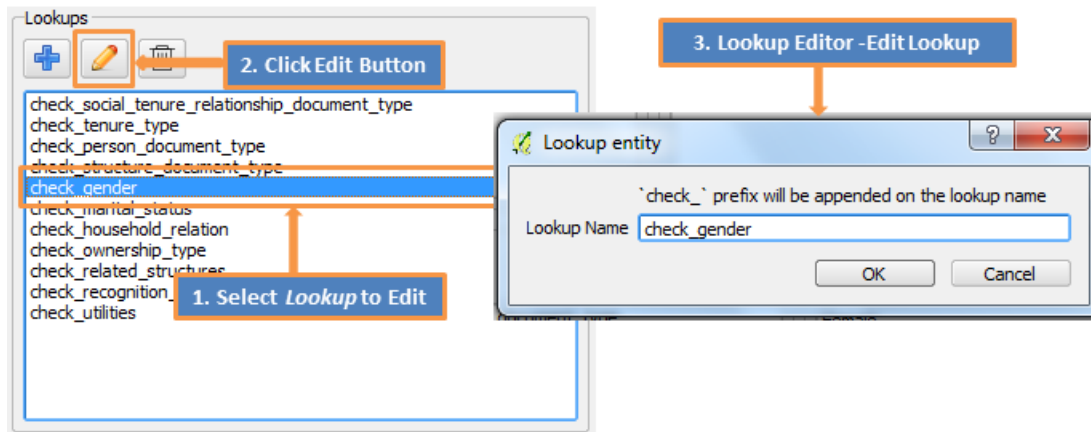 Lookups
2. Click Edit Button
3. Lookup Editor -Edit Lookup
check_social_tenure_relationship_document_type
check_tenure_type
check_person_document_type
check_structure_document_type
check_gender
check_marital_status
check_household_relation
check_ownership_type
check_related_structures
check_recognition_
check_utilities
1. Select Lookup to Edit
Lookup entity
`check_` prefix will be appended on the lookup name
Lookup Name check_gender
OK Cancel